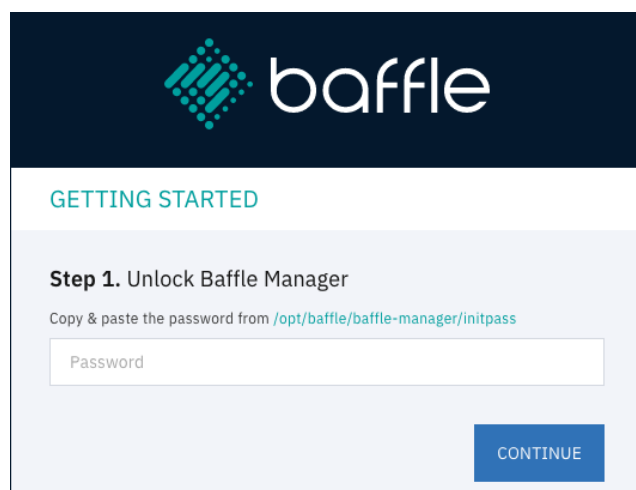 baffle
GETTING STARTED
Step 1. Unlock Baffle Manager
Copy & paste the password from /opt/baffle/baffle-manager/initpass
Password
CONTINUE